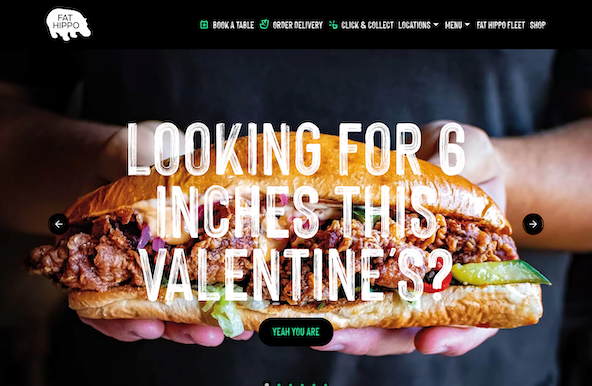 FAT
HIPPO
BOOK A TABLE ORDER DELIVERY CLICK & COLLECT LOCATIONS MENU FAT HIPPO FLEET SHOP
LOOKING FOR 6
INCHES THIS
VALENTINE'S?
YEAH YOU ARE